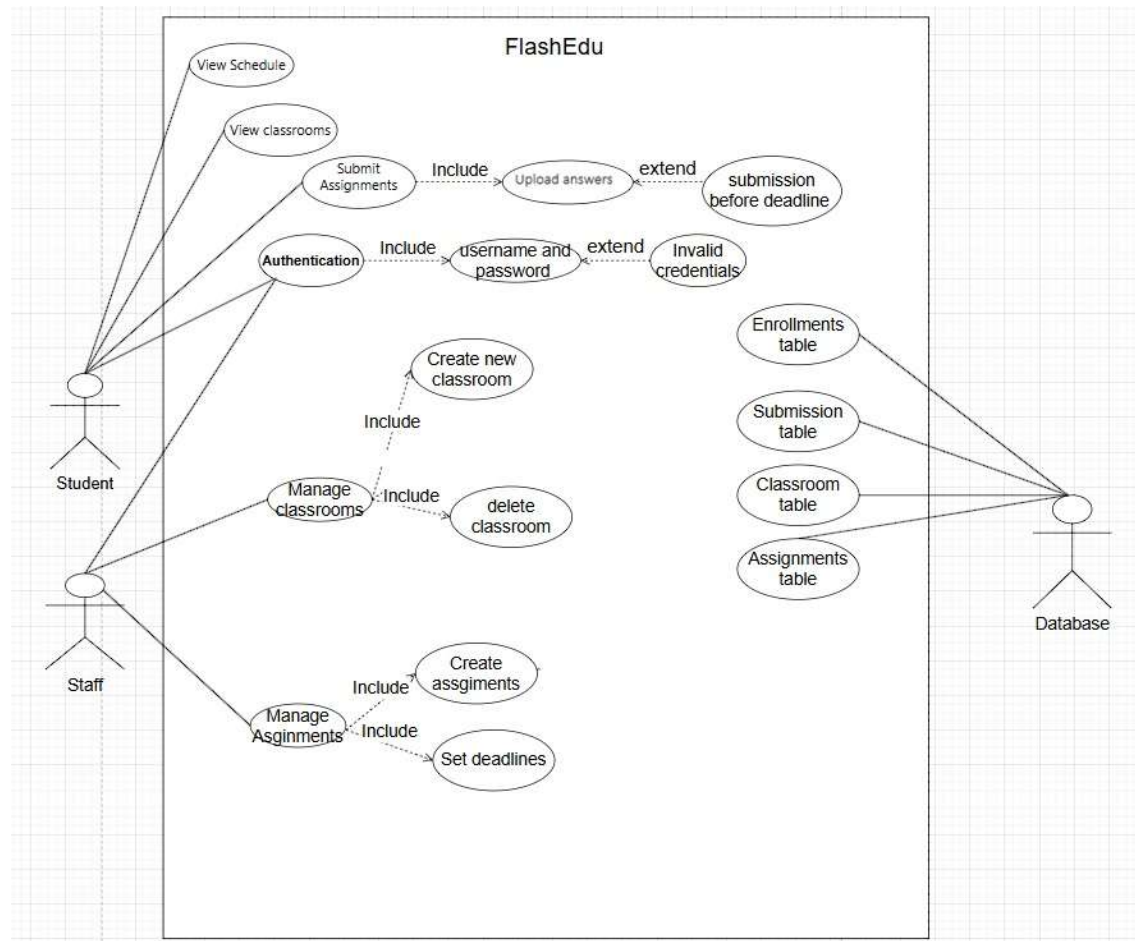 FlashEdu
View Schedule
View classrooms
Submit
Assignments
Include
Upload answers
extend
submission
before deadline
Authentication
Include
username and
password
extend
Invalid
credentials
Enrollments
table
Create new
classroom
Include
Submission
table
Student
Manage
classrooms
Include
delete
classroom
Classroom
table
Assignments
table
Database
Staff
Create
assgiments
Include
Manage
Asginments
Include
Set deadlines